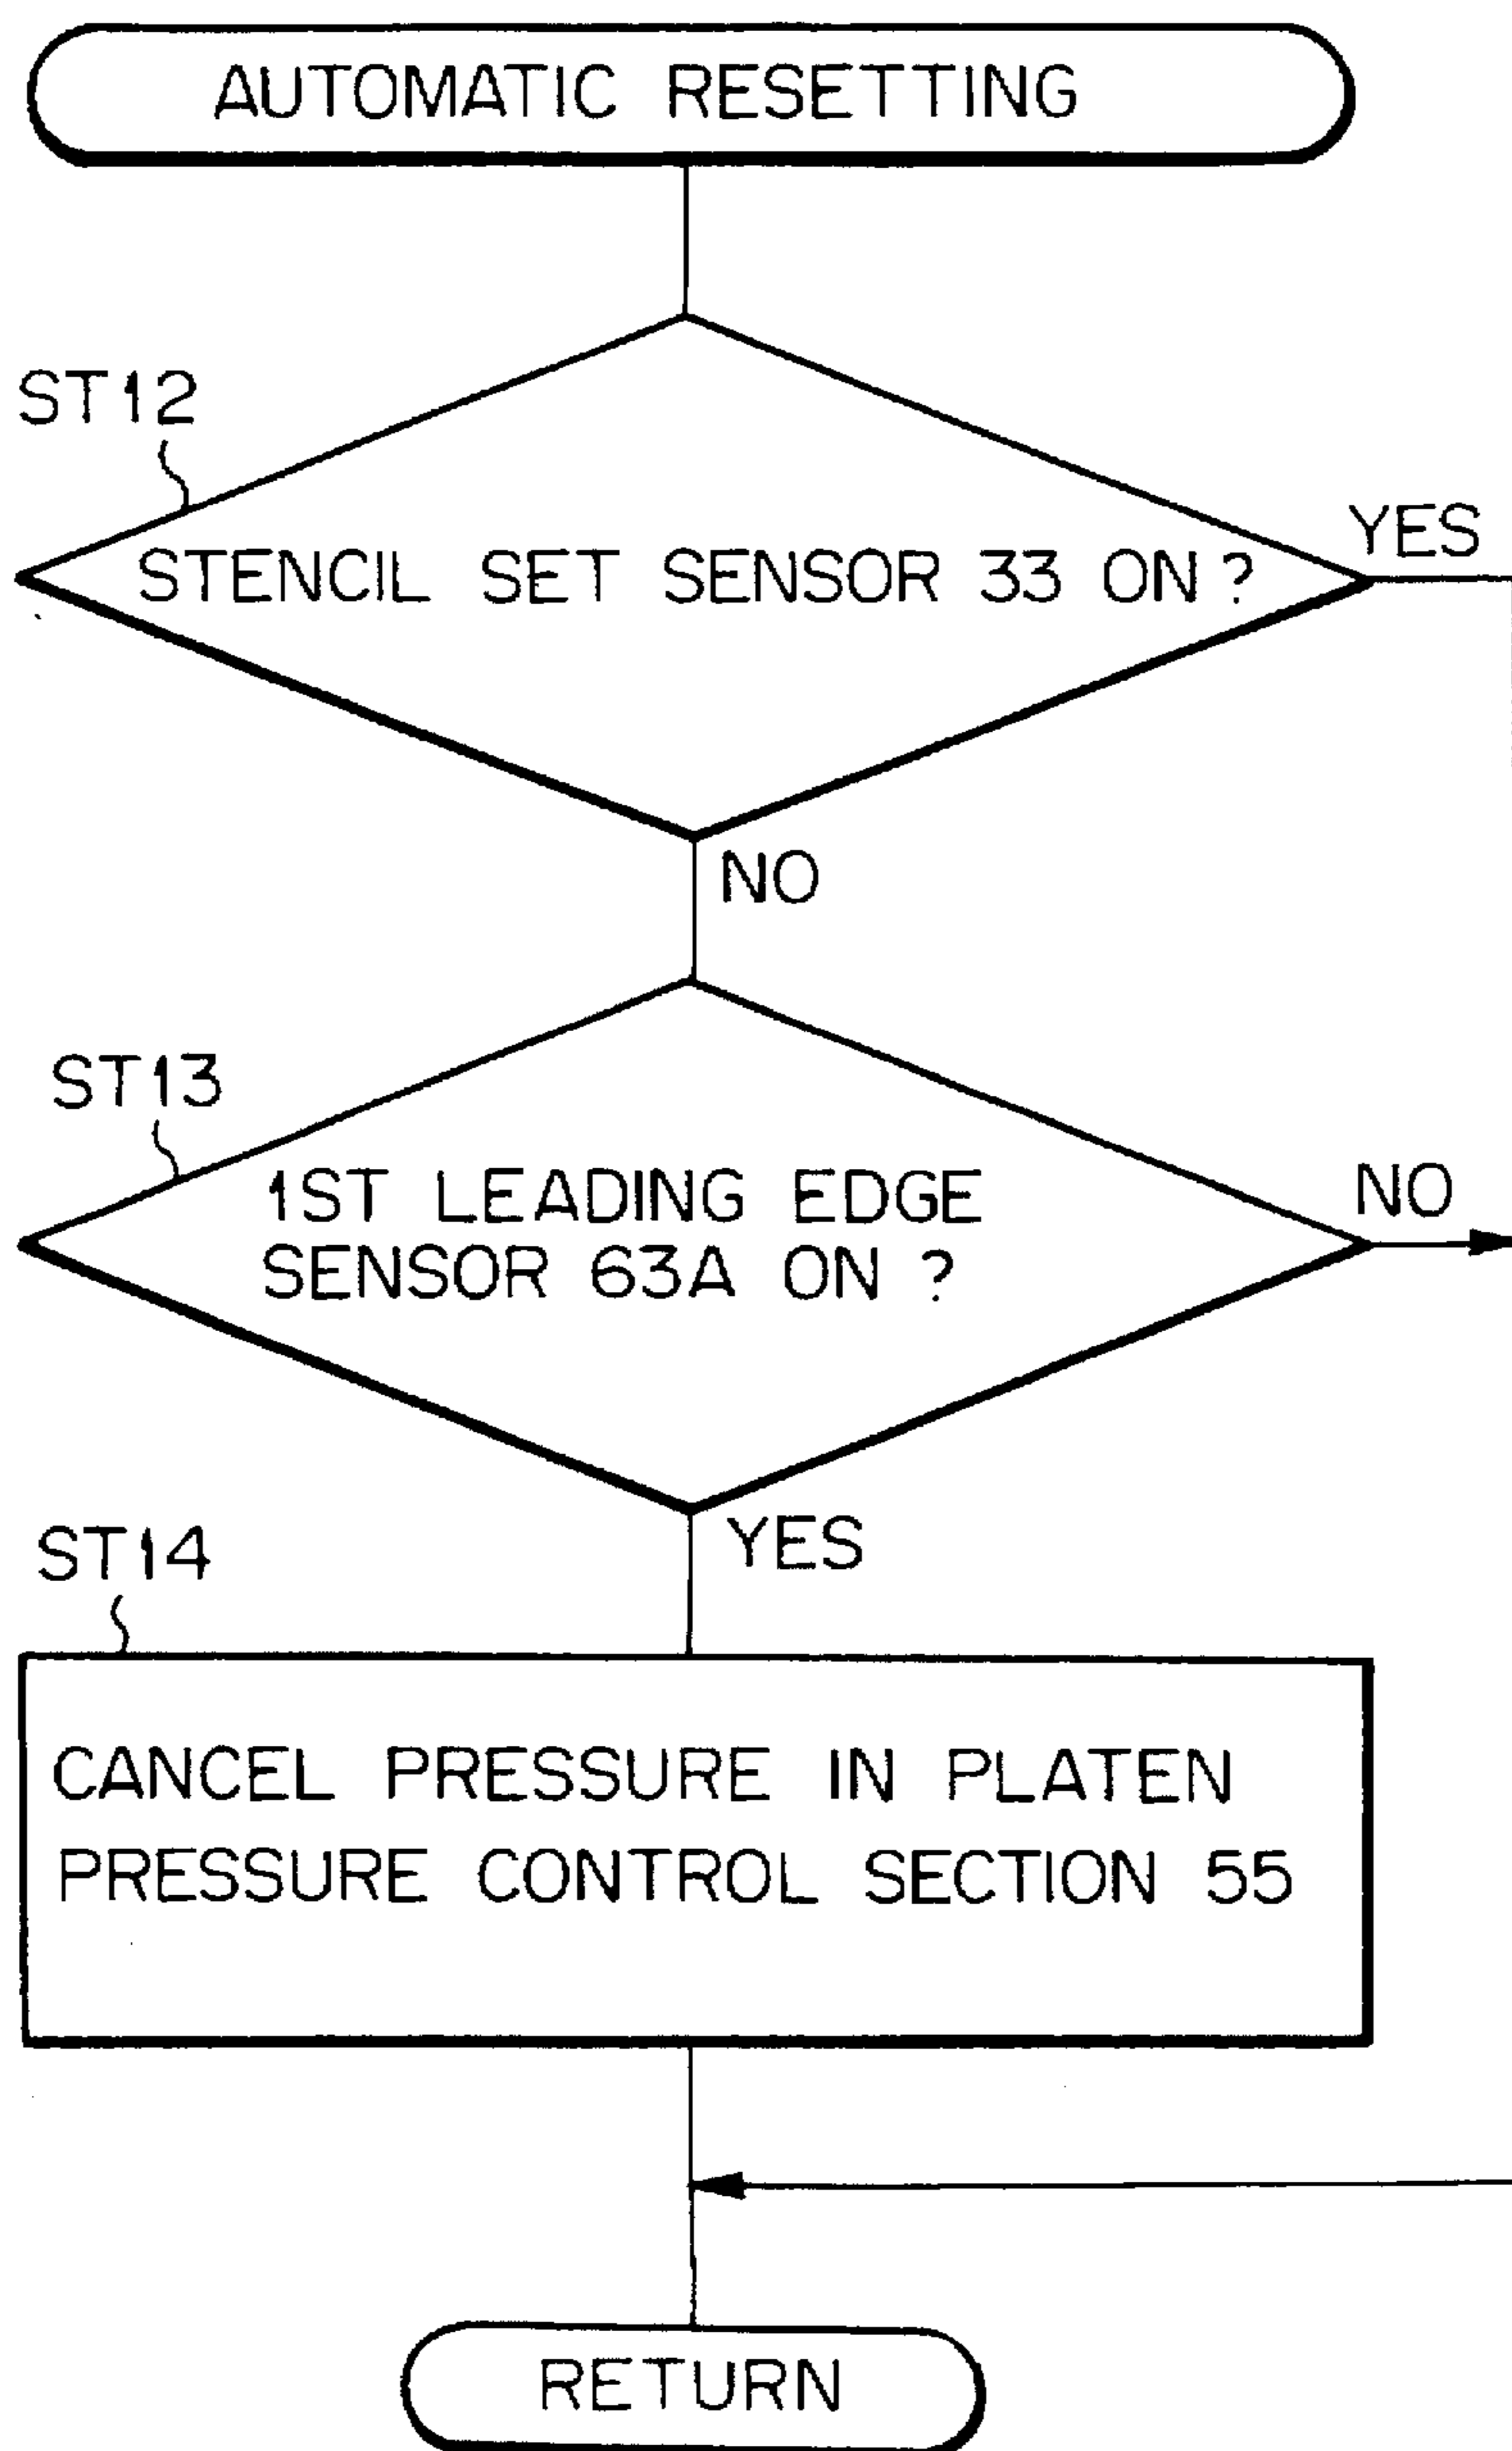 AUTOMATIC RESETTING
ST12
YES
STENCIL SET SENSOR 33 ON ?
NO
ST13
1ST LEADING EDGE
SENSOR 63A ON ?
NO
YES
ST14
CANCEL PRESSURE IN PLATEN
PRESSURE CONTROL SECTION 55
RETURN